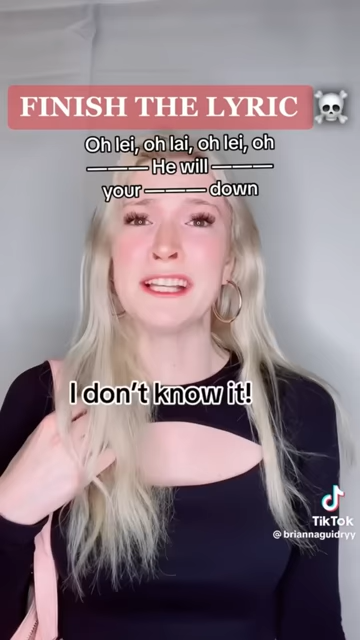 FINISH THE LYRIC ☠️
Oh lei, oh lai, oh lei, oh
——— He will ———
your ——— down
I don't know it!
TikTok
@briannaguidryy